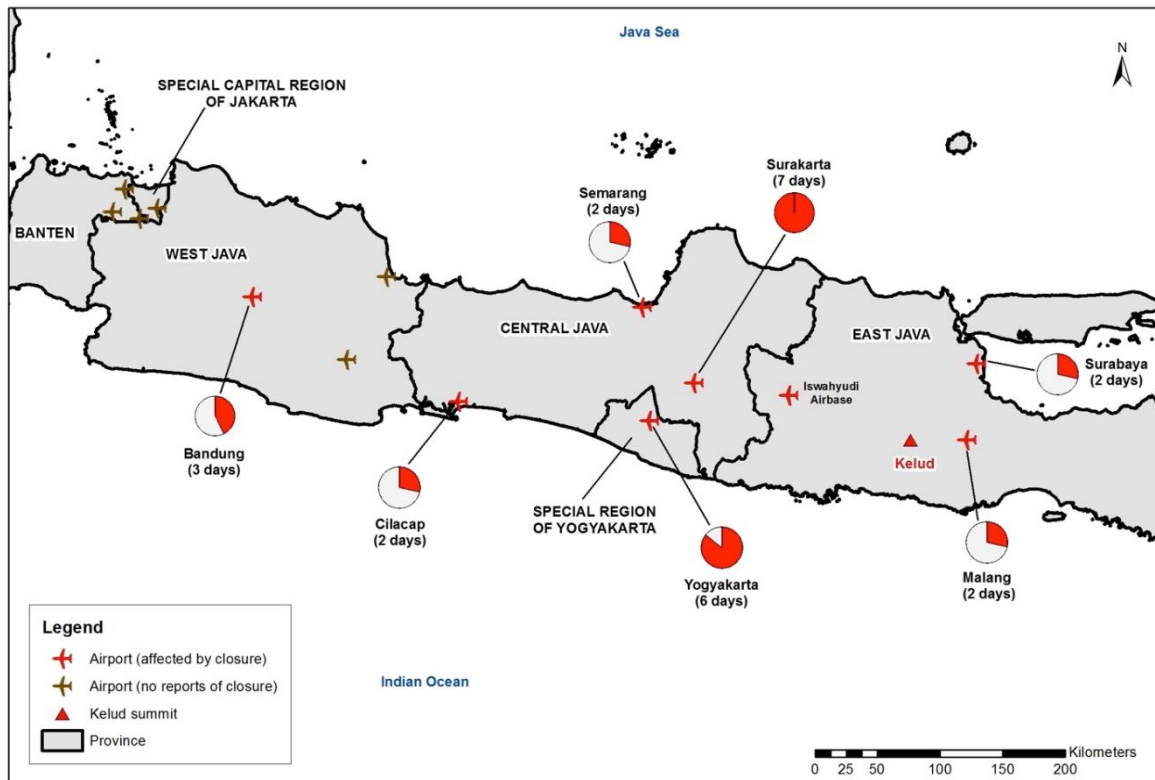 Java Sea
N
SPECIAL CAPITAL REGION
OF JAKARTA
Surakarta
(7 days)
Semarang
(2 days)
BANTEN
WEST JAVA
CENTRAL JAVA
EAST JAVA
Surabaya
(2 days)
Iswahyudi
Airbase
Kelud
Bandung
(3 days)
Cilacap
(2 days)
SPECIAL REGION
OF YOGYAKARTA
Yogyakarta
(6 days)
Malang
(2 days)
Legend
Airport (affected by closure)
Airport (no reports of closure)
Kelud summit
Province
Indian Ocean
Kilometers
0 25 50 100 150 200